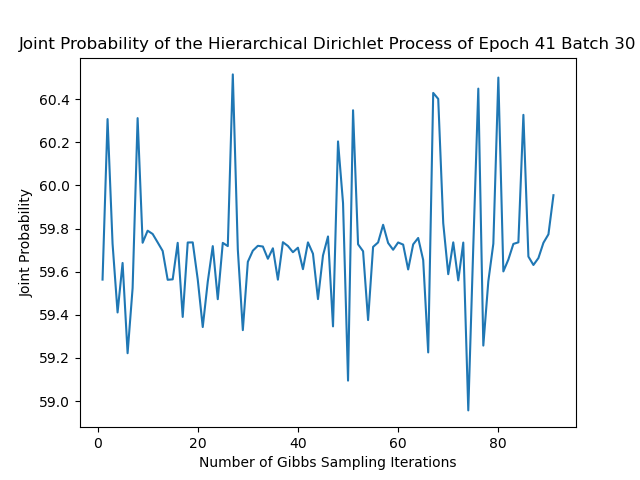 Joint Probability of the Hierarchical Dirichlet Process of Epoch 41 Batch 30
60.4
60.2
60.0
59.8
59.6
59.4
59.2
59.0
Joint Probability
0 20 40 60 80
Number of Gibbs Sampling Iterations